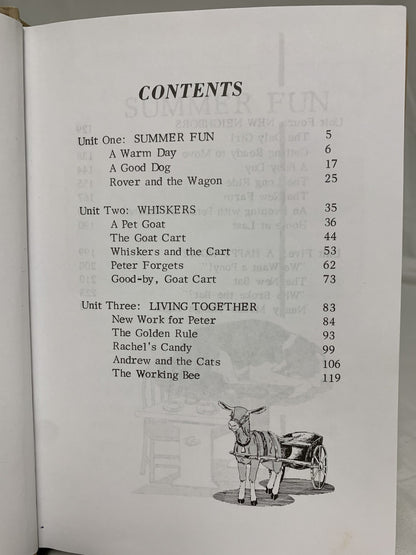 CONTENTS
Unit One: SUMMER FUN 5
A Warm Day 6
A Good Dog 17
Rover and the Wagon 25
Unit Two: WHISKERS 35
A Pet Goat 36
The Goat Cart 44
Whiskers and the Cart 53
Peter Forgets 62
Good-by, Goat Cart 73
Unit Three: LIVING TOGETHER 83
New Work for Peter 84
The Golden Rule 93
Rachel's Candy 99
Andrew and the Cats 106
The Working Bee 119